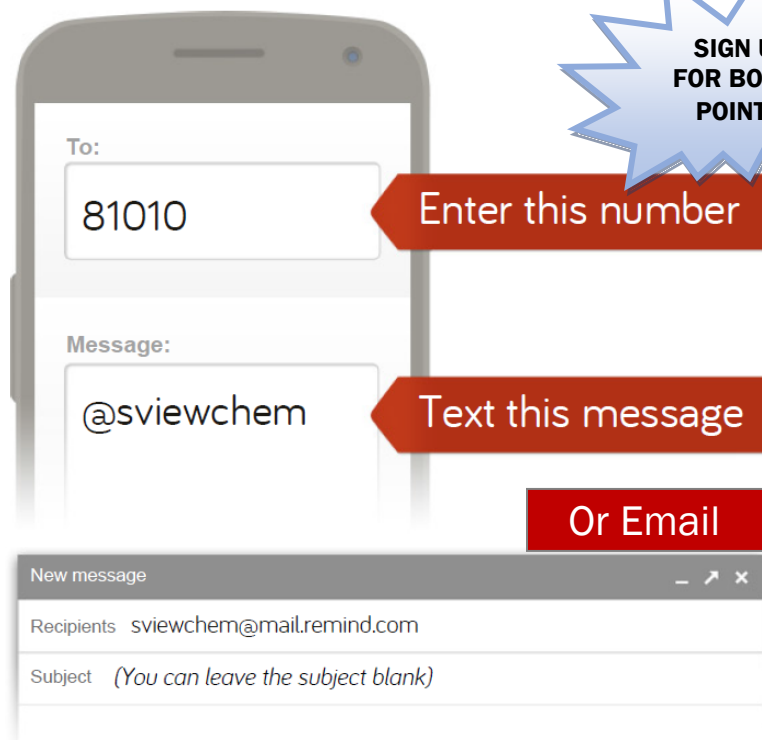 SIGN
FOR
POINT
To:
81010
Enter this number
Message:
@sviewchem
Text this message
Or Email
New message
Recipients sviewchem@mail.remind.com
Subject (You can leave the subject blank)